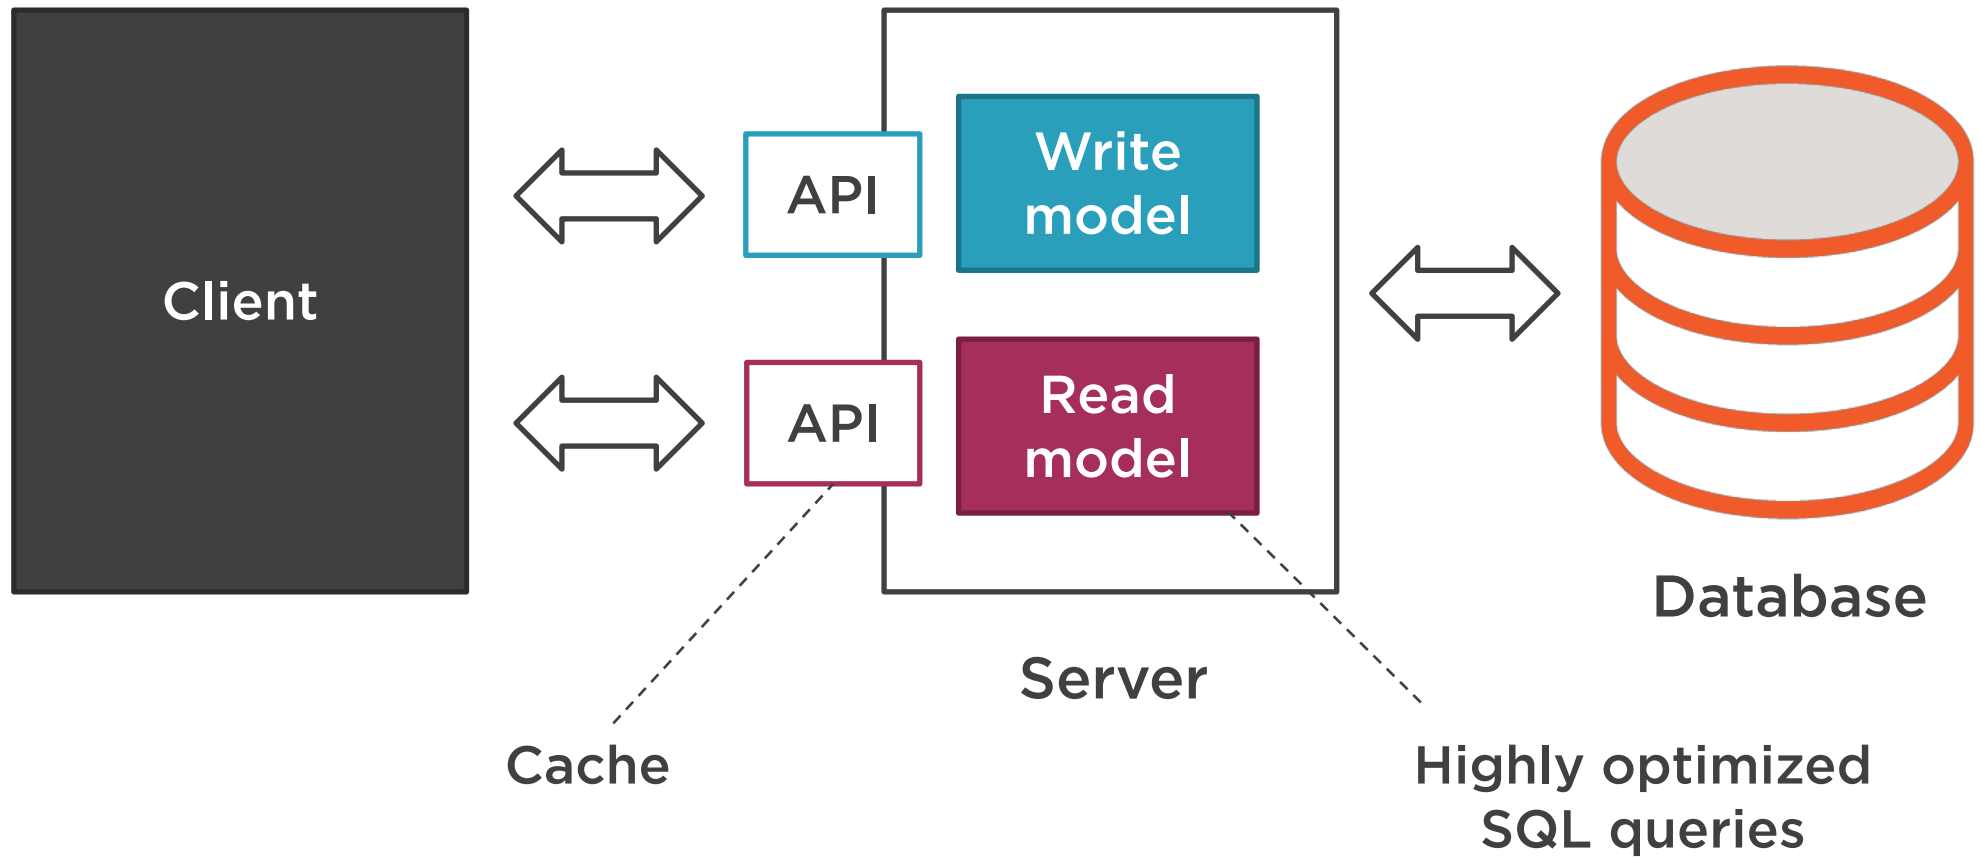 Client
API
Write
model
API
Read
model
Database
Server
Cache
Highly optimized
SQL queries